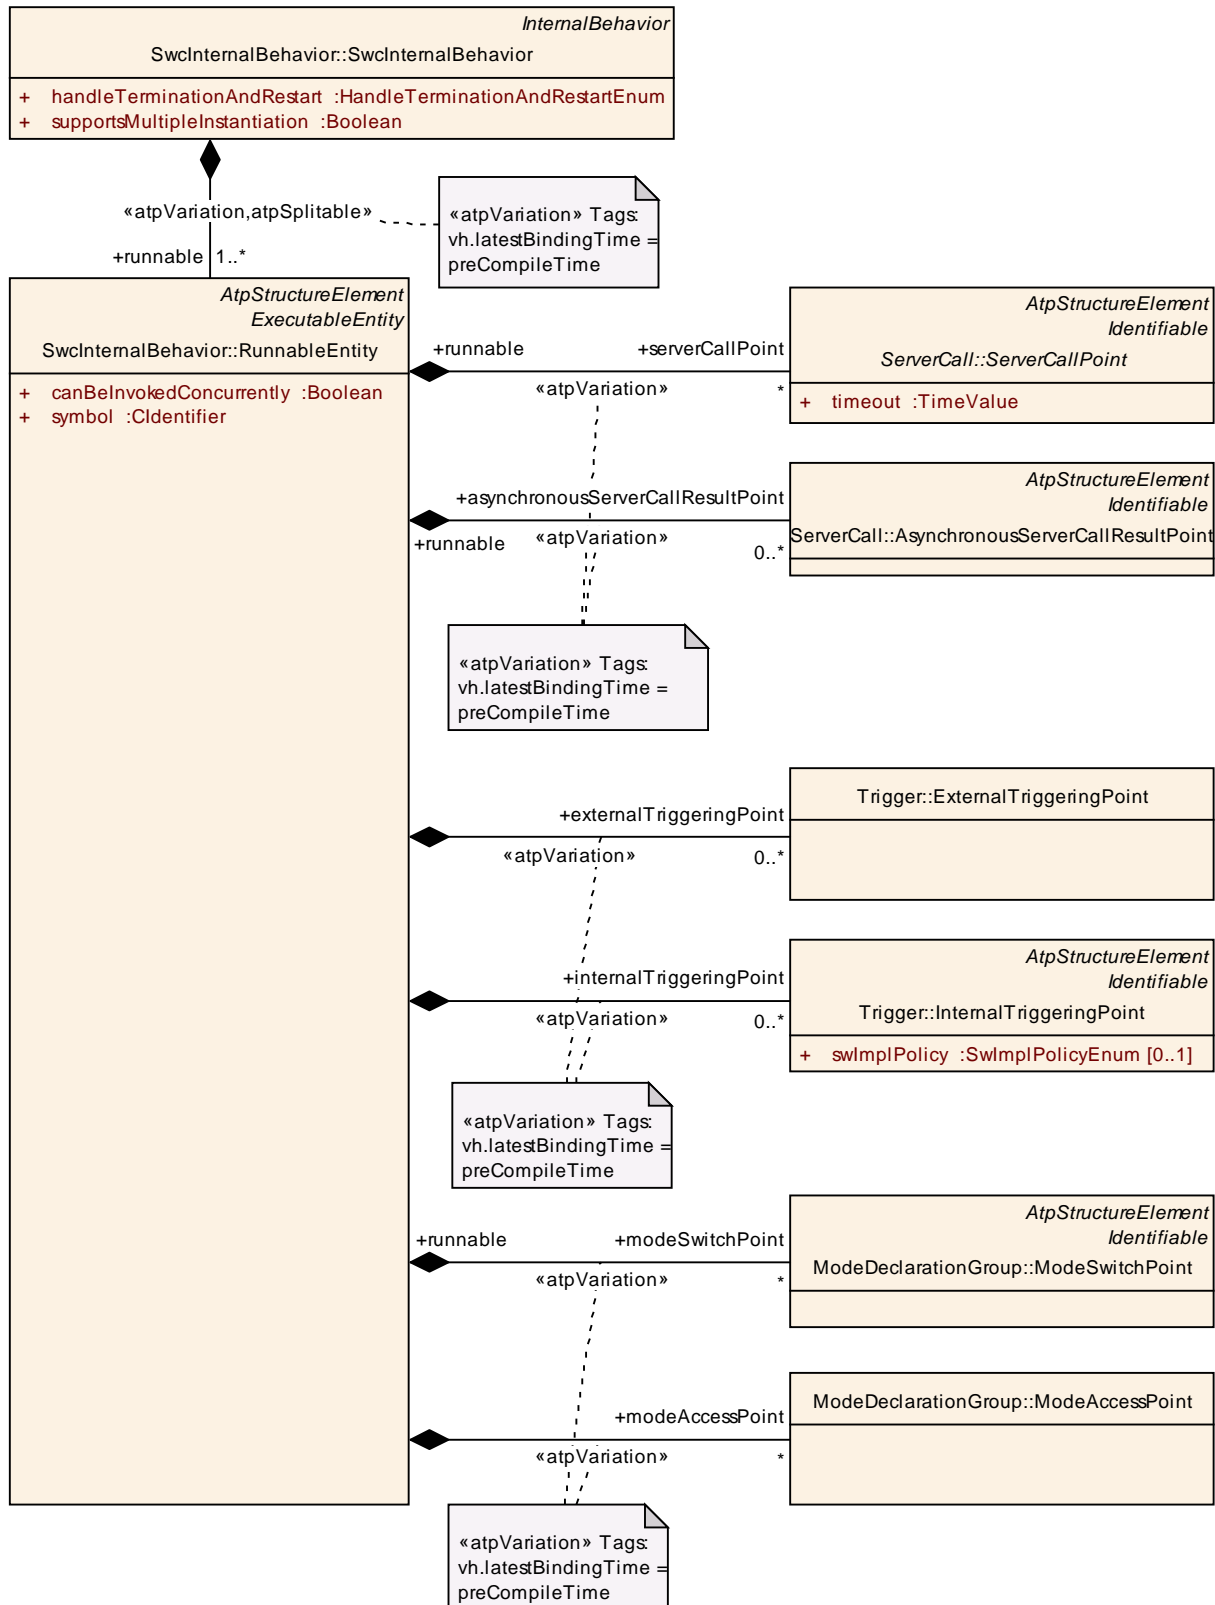 InternalBehavior
SwcInternalBehavior::SwcInternalBehavior
+ handleTerminationAndRestart :HandleTerminationAndRestartEnum
+ supportsMultipleInstantiation :Boolean
«atpVariation,atpSplitable»
«atpVariation» Tags:
vh.latestBindingTime =
preCompileTime
+runnable 1..*
AtpStructureElement
ExecutableEntity
SwcInternalBehavior::RunnableEntity
+ canBeInvokedConcurrently :Boolean
+ symbol :CIdentifier
+runnable +serverCallPoint
«atpVariation» *
AtpStructureElement
Identifiable
ServerCall::ServerCallPoint
+ timeout :TimeValue
+asynchronousServerCallResultPoint
+runnable «atpVariation» 0..*
AtpStructureElement
Identifiable
ServerCall::AsynchronousServerCallResultPoint
«atpVariation» Tags:
vh.latestBindingTime =
preCompileTime
+externalTriggeringPoint
«atpVariation» 0..*
Trigger::ExternalTriggeringPoint
+internalTriggeringPoint
«atpVariation» 0..*
AtpStructureElement
Identifiable
Trigger::InternalTriggeringPoint
+ swImplPolicy :SwImplPolicyEnum [0..1]
«atpVariation» Tags:
vh.latestBindingTime =
preCompileTime
+runnable +modeSwitchPoint
«atpVariation» *
AtpStructureElement
Identifiable
ModeDeclarationGroup::ModeSwitchPoint
+modeAccessPoint
«atpVariation» *
ModeDeclarationGroup::ModeAccessPoint
«atpVariation» Tags:
vh.latestBindingTime =
preCompileTime